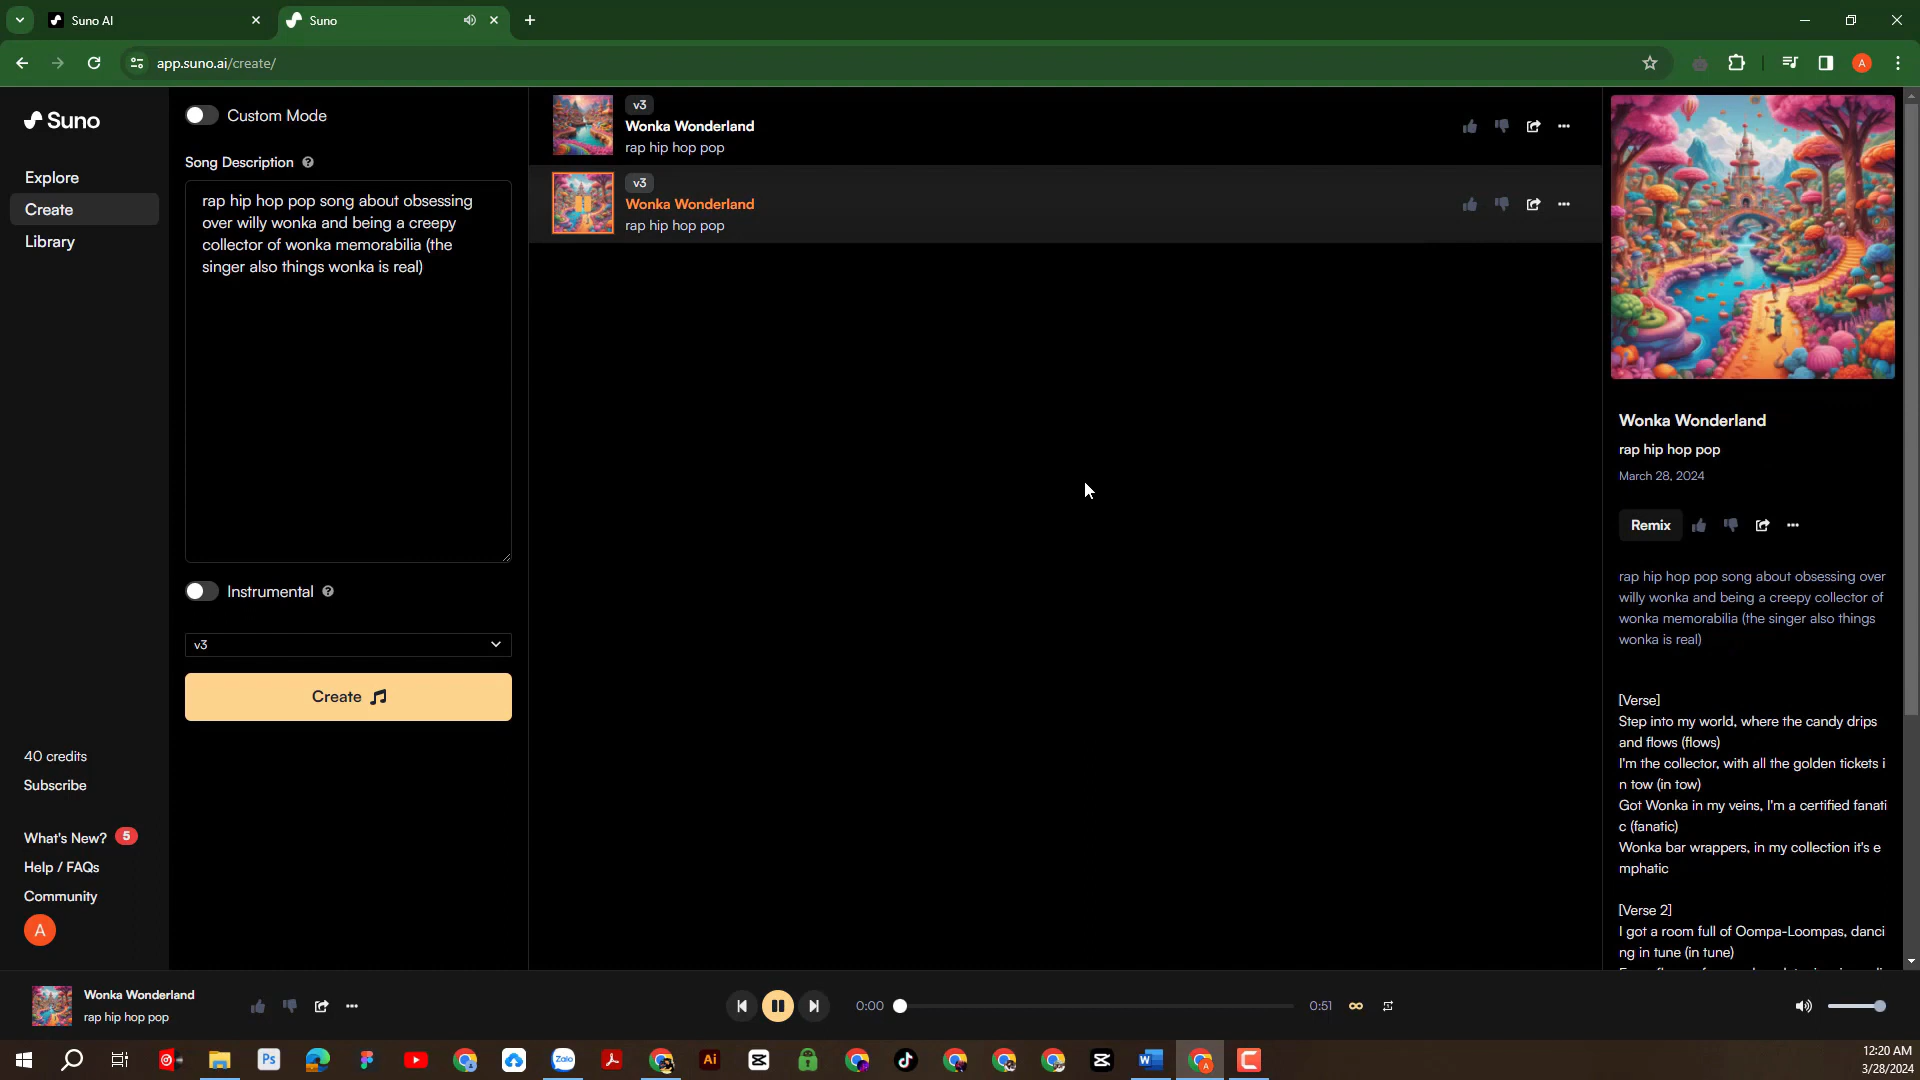 Suno AI
Suno
app.suno.ai/create/
Suno
Explore
Create
Library
40 credits
Subscribe
What's New? 5
Help / FAQs
Community
A
Custom Mode
Song Description
rap hip hop pop song about obsessing
over willy wonka and being a creepy
collector of wonka memorabilia (the
singer also things wonka is real)
Instrumental
v3
Create
v3
Wonka Wonderland
rap hip hop pop
v3
Wonka Wonderland
rap hip hop pop
Wonka Wonderland
rap hip hop pop
March 28, 2024
Remix
rap hip hop pop song about obsessing over
willy wonka and being a creepy collector of
wonka memorabilia (the singer also things
wonka is real)
[Verse]
Step into my world, where the candy drips
and flows (flows)
I'm the collector, with all the golden tickets i
n tow (in tow)
Got Wonka in my veins, I'm a certified fanati
c (fanatic)
Wonka bar wrappers, in my collection it's e
mphatic
[Verse 2]
I got a room full of Oompa-Loompas, danci
ng in tune (in tune)
Wonka Wonderland
rap hip hop pop
0:00
0:51
Ps
Zalo
Ai
12:20 AM
3/28/2024